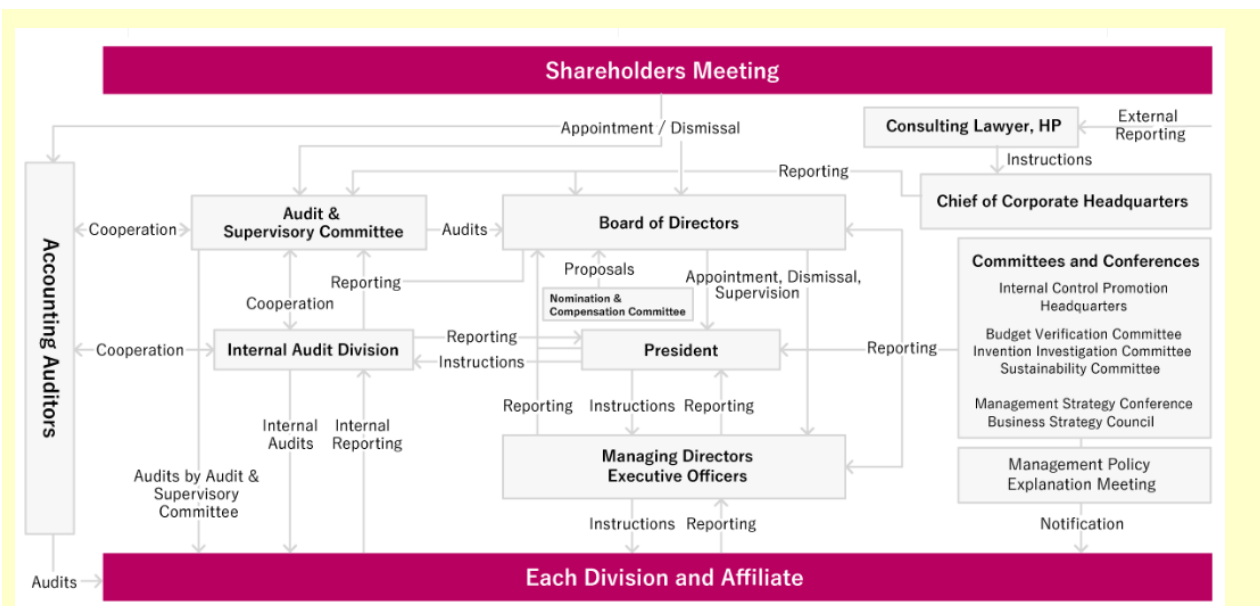 Shareholders Meeting
Appointment / Dismissal
Consulting Lawyer, HP
External
Reporting
Instructions
Reporting
Chief of Corporate Headquarters
Accounting Auditors
Cooperation
Audit &
Supervisory Committee
Audits
Board of Directors
Reporting
Cooperation
Proposals
Nomination &
Compensation Committee
Appointment, Dismissal,
Supervision
Committees and Conferences
Internal Control Promotion
Headquarters
Budget Verification Committee
Invention Investigation Committee
Sustainability Committee
Management Strategy Conference
Business Strategy Council
Cooperation
Internal Audit Division
Reporting
Instructions
President
Reporting
Internal
Audits
Internal
Reporting
Reporting
Instructions
Reporting
Audits by Audit &
Supervisory
Committee
Managing Directors
Executive Officers
Management Policy
Explanation Meeting
Instructions
Reporting
Notification
Audits
Each Division and Affiliate